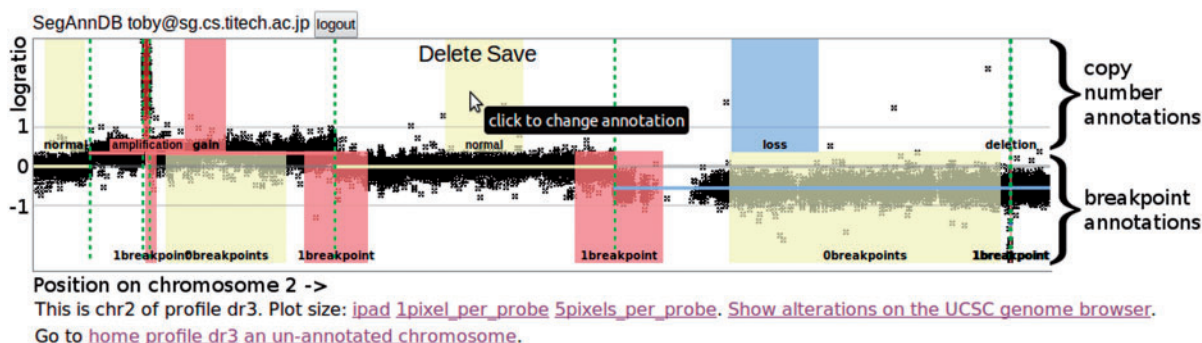 SegAnnDB toby@sg.cs.titech.ac.jp logout
Delete Save
logratio
1
0
-1
click to change annotation
normal amplification gain normal loss deletion
1breakpoint 0breakpoints 1breakpoint 1breakpoint 0breakpoints 1breakpoint
copy
number
annotations
breakpoint
annotations
Position on chromosome 2 ->
This is chr2 of profile dr3. Plot size: ipad 1pixel_per_probe 5pixels_per_probe. Show alterations on the UCSC genome browser.
Go to home profile dr3 an un-annotated chromosome.